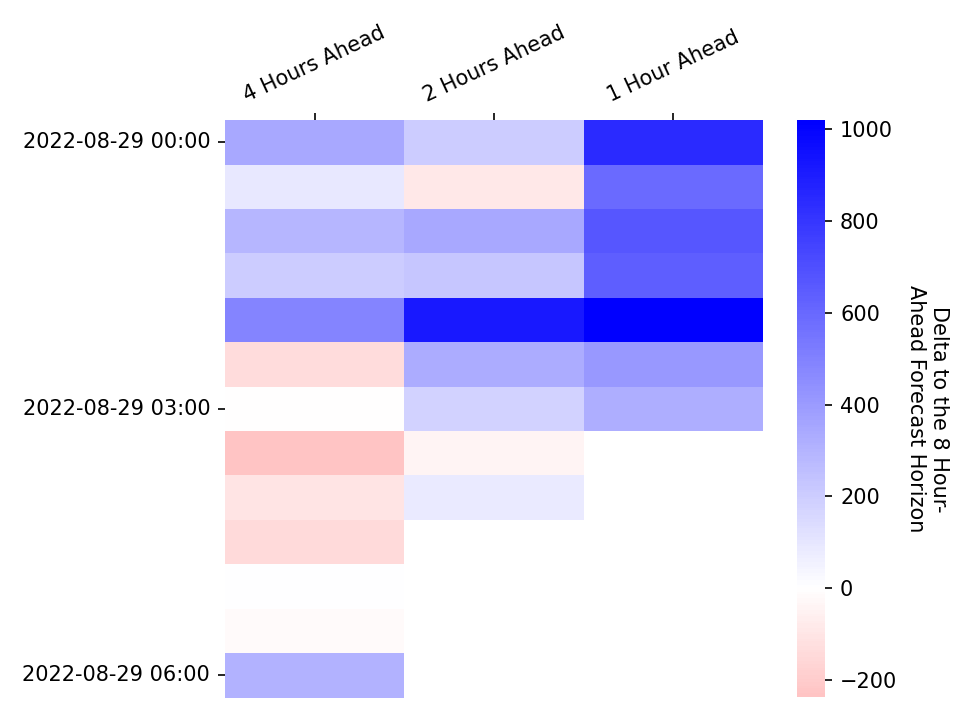 4 Hours Ahead
2 Hours Ahead
1 Hour Ahead
2022-08-29 00:00
2022-08-29 03:00
2022-08-29 06:00
1000
800
600
400
200
0
−200
Delta to the 8 Hour-
Ahead Forecast Horizon